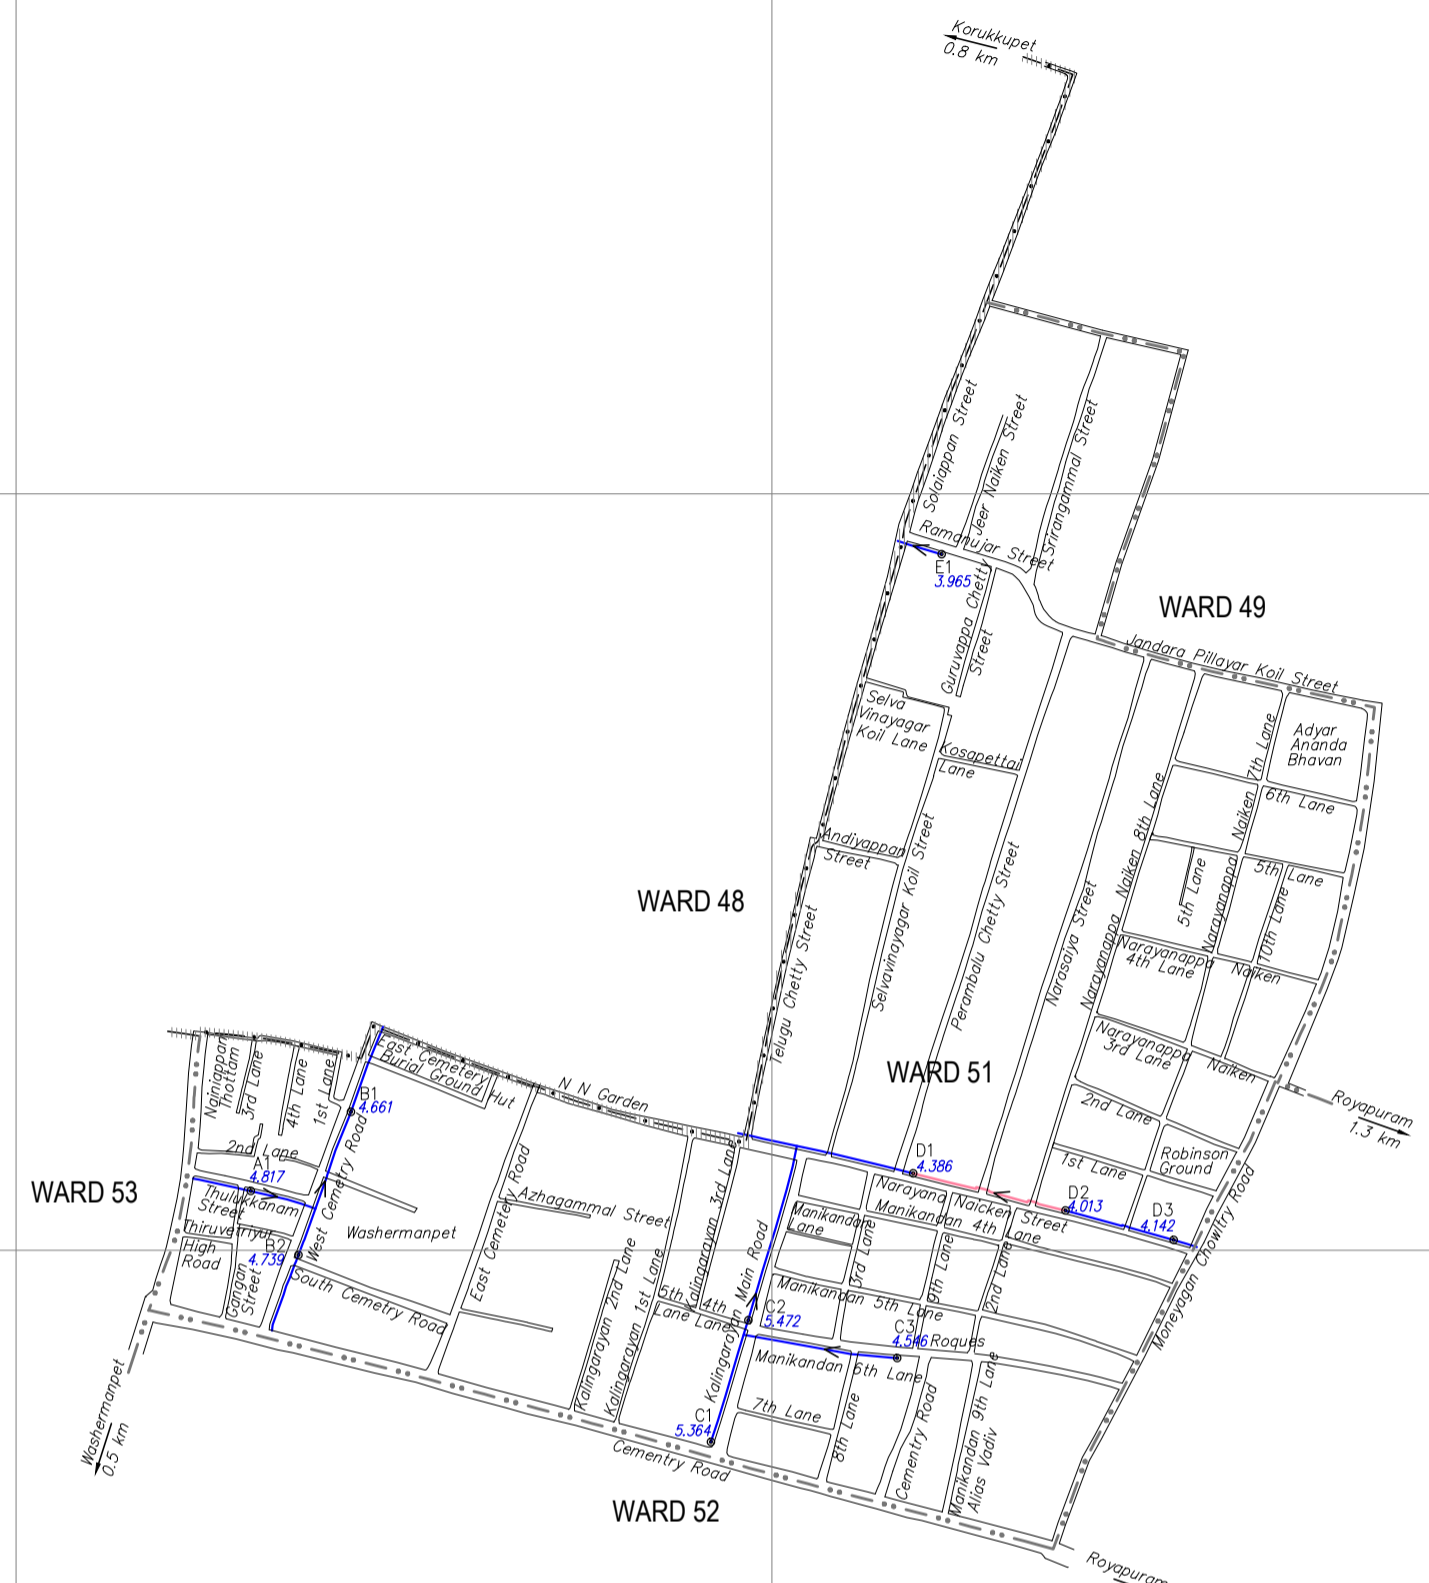 Korukkupet
0.8 km
Solaiappan Street
Jeer Naiken Street
Srirangammal Street
Ramanujar Street
E1
3.965
Guruvappa Chetty
Street
WARD 49
Jandara Pillayar Koil Street
Selva
Vinayagar
Koil Lane
Kosapettai
Lane
Adyar
Ananda
Bhavan
Naiken 7th Lane
6th Lane
Andiyappan
Street
Naiken 8th Lane
Narayanappa
5th Lane
5th Lane
Narayanappa
10th Lane
WARD 48
Telugu Chetty Street
Selvavinayagar Koil Street
Perambalu Chetty Street
Narasaiya Street
Narayanappa
4th Lane
Naiken
Narayanappa
3rd Lane
Naiken
WARD 51
2nd Lane
1st Lane
Robinson
Ground
Royapuram
1.3 km
Nainiappan
Thottam
3rd Lane
4th Lane
1st Lane
2nd Lane
East Cemetery
Burial Ground
Hut
N N Garden
B1
4.661
A1
4.817
WARD 53
Thulukkanam
Street
Thiruvetriyur
High
Road
Gangan
Street
B2
4.739
West Cemetry Road
Washermanpet
South Cemetry Road
East Cemetery Road
Azhagammal Street
Kalingarayan 2nd Lane
Kalingarayan 1st Lane
Kalingarayan 3rd Lane
5th
Lane
4th
Lane
Kalingarayan Main Road
D1
4.386
Narayana
Naicken
Street
D2
4.013
D3
4.142
Manikandan 4th
Lane
Manikandan
Lane
3rd Lane
9th Lane
2nd Lane
Manikandan 5th Lane
C2
5.472
C3
4.546
Roques
Manikandan 6th Lane
7th Lane
8th Lane
Cementry Road
Manikandan 9th Lane
Alias Vadiv
C1
5.364
Cementry Road
Moneyagan Chowltry Road
Washermanpet
0.5 km
WARD 52
Royapuram